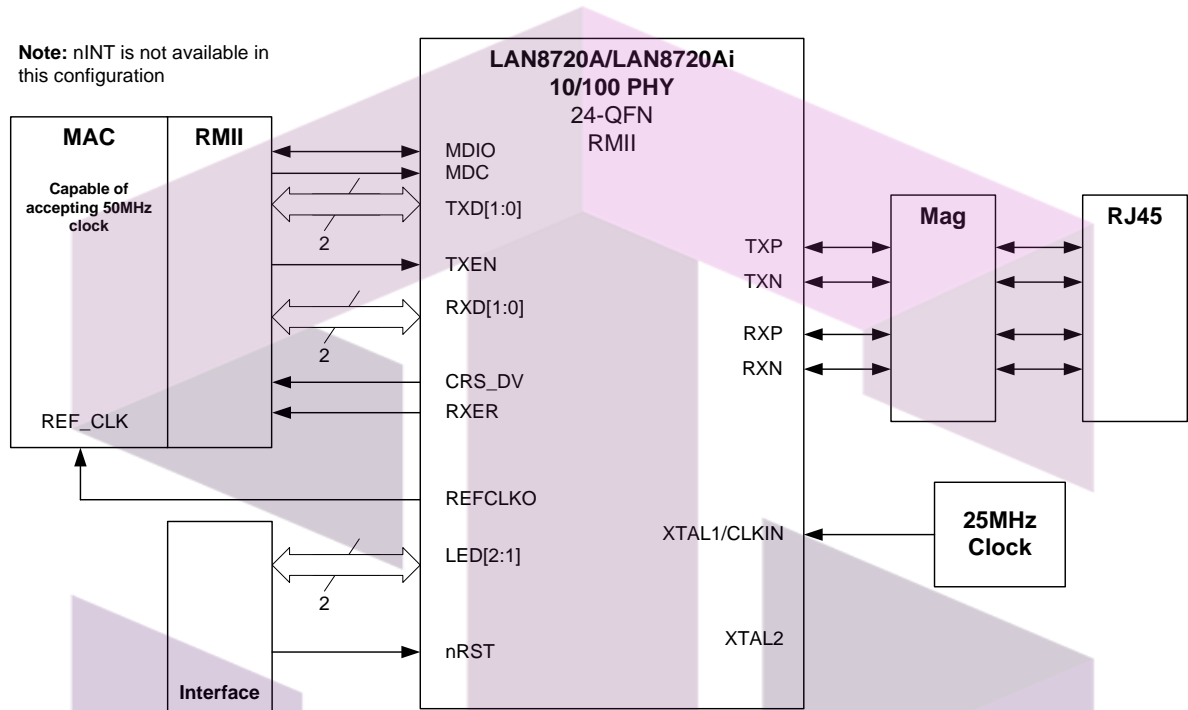 Note: nINT is not available in
this configuration
LAN8720A/LAN8720Ai
10/100 PHY
24-QFN
RMII
MAC
RMII
Capable of
accepting 50MHz
clock
REF_CLK
MDIO
MDC
TXD[1:0]
2
TXEN
RXD[1:0]
2
CRS_DV
RXER
REFCLKO
LED[2:1]
2
nRST
Interface
TXP
TXN
RXP
RXN
Mag
RJ45
XTAL1/CLKIN
25MHz
Clock
XTAL2